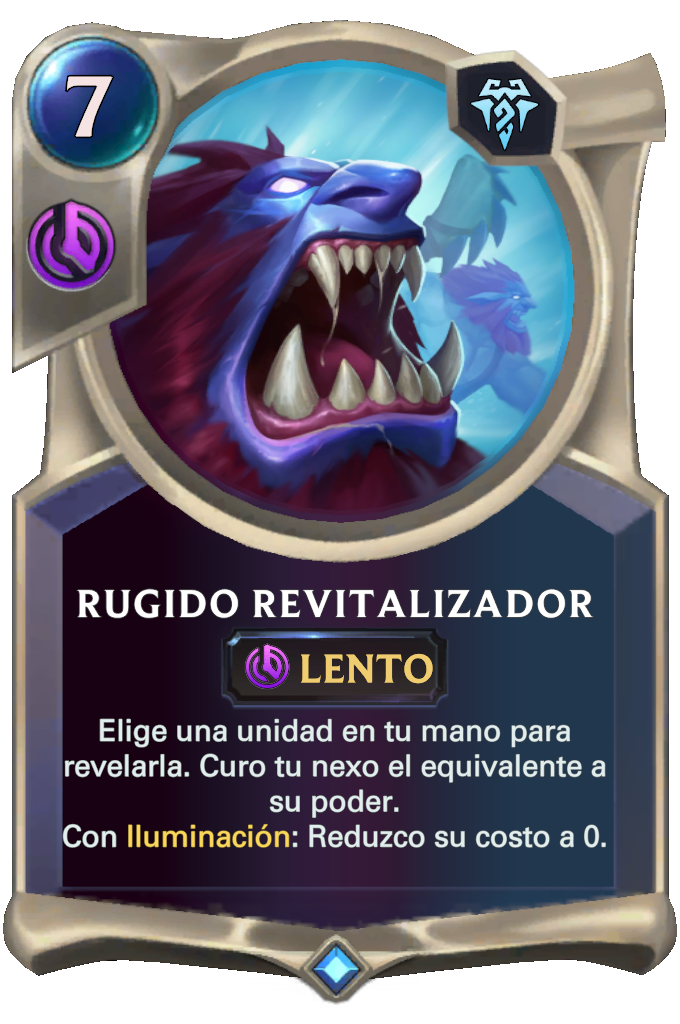 7
RUGIDO REVITALIZADOR
LENTO
Elige una unidad en tu mano para
revelarla. Curo tu nexo el equivalente a
su poder.
Con Iluminación: Reduzco su costo a 0.